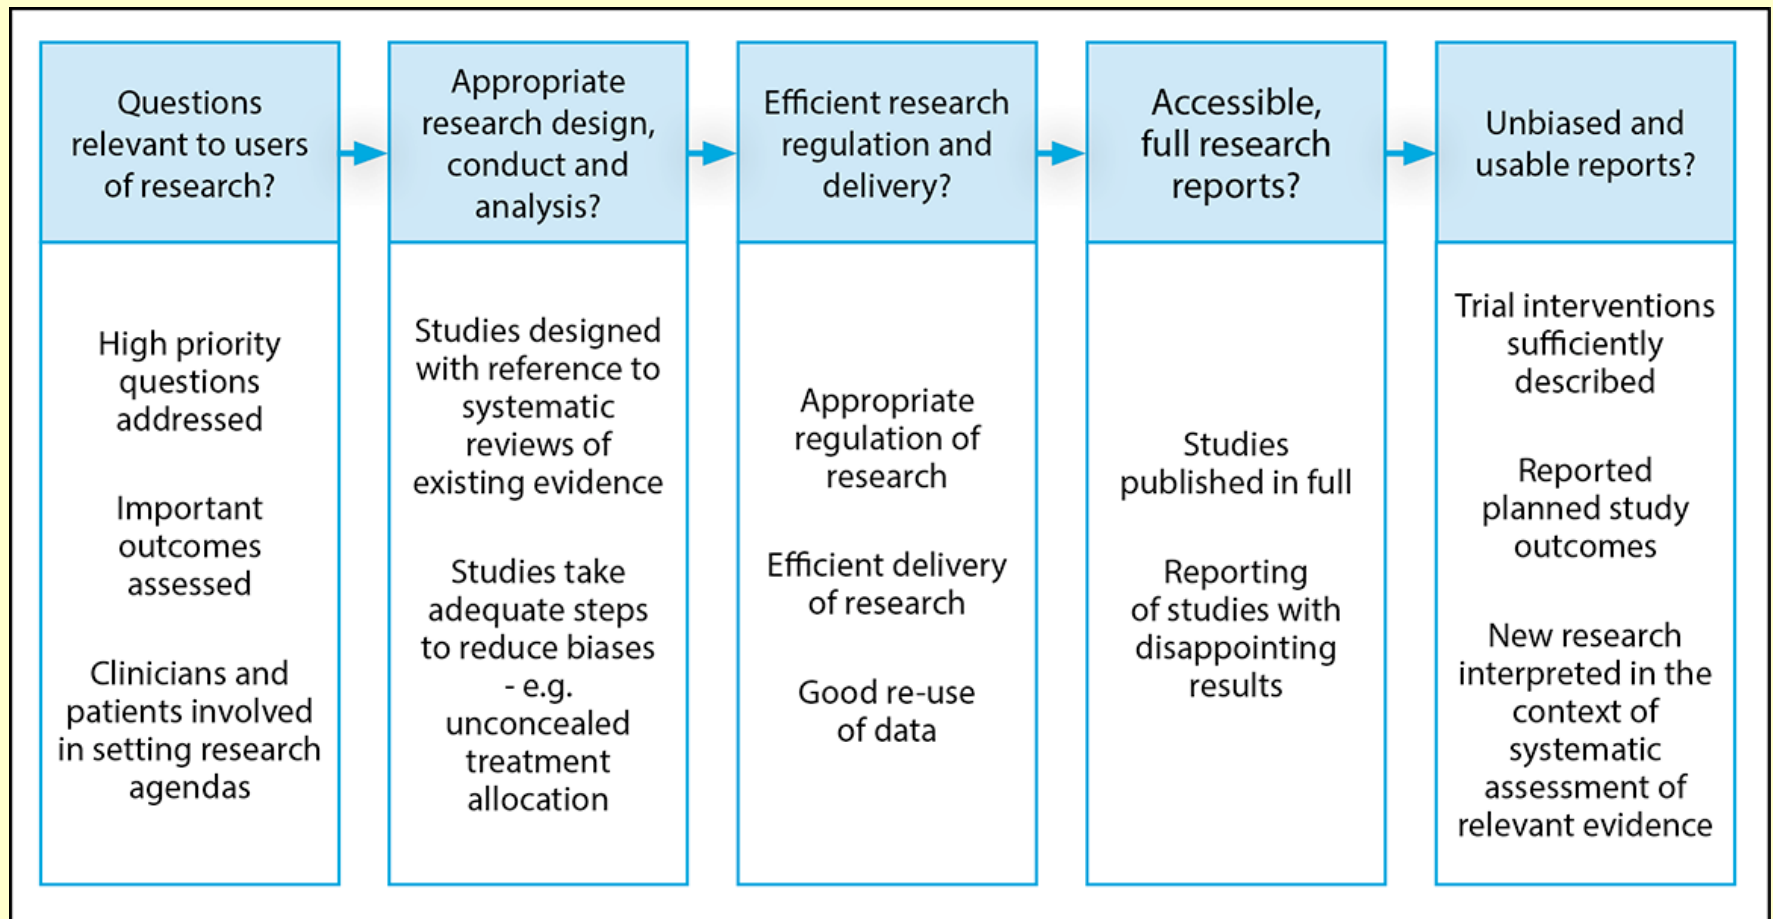 Questions
relevant to users
of research?
High priority
questions
addressed
Important
outcomes
assessed
Clinicians and
patients involved
in setting research
agendas
Appropriate
research design,
conduct and
analysis?
Studies designed
with reference to
systematic
reviews of
existing evidence
Studies take
adequate steps
to reduce biases
- e.g.
unconcealed
treatment
allocation
Efficient research
regulation and
delivery?
Appropriate
regulation of
research
Efficient delivery
of research
Good re-use
of data
Accessible,
full research
reports?
Studies
published in full
Reporting
of studies with
disappointing
results
Unbiased and
usable reports?
Trial interventions
sufficiently
described
Reported
planned study
outcomes
New research
interpreted in the
context of
systematic
assessment of
relevant evidence